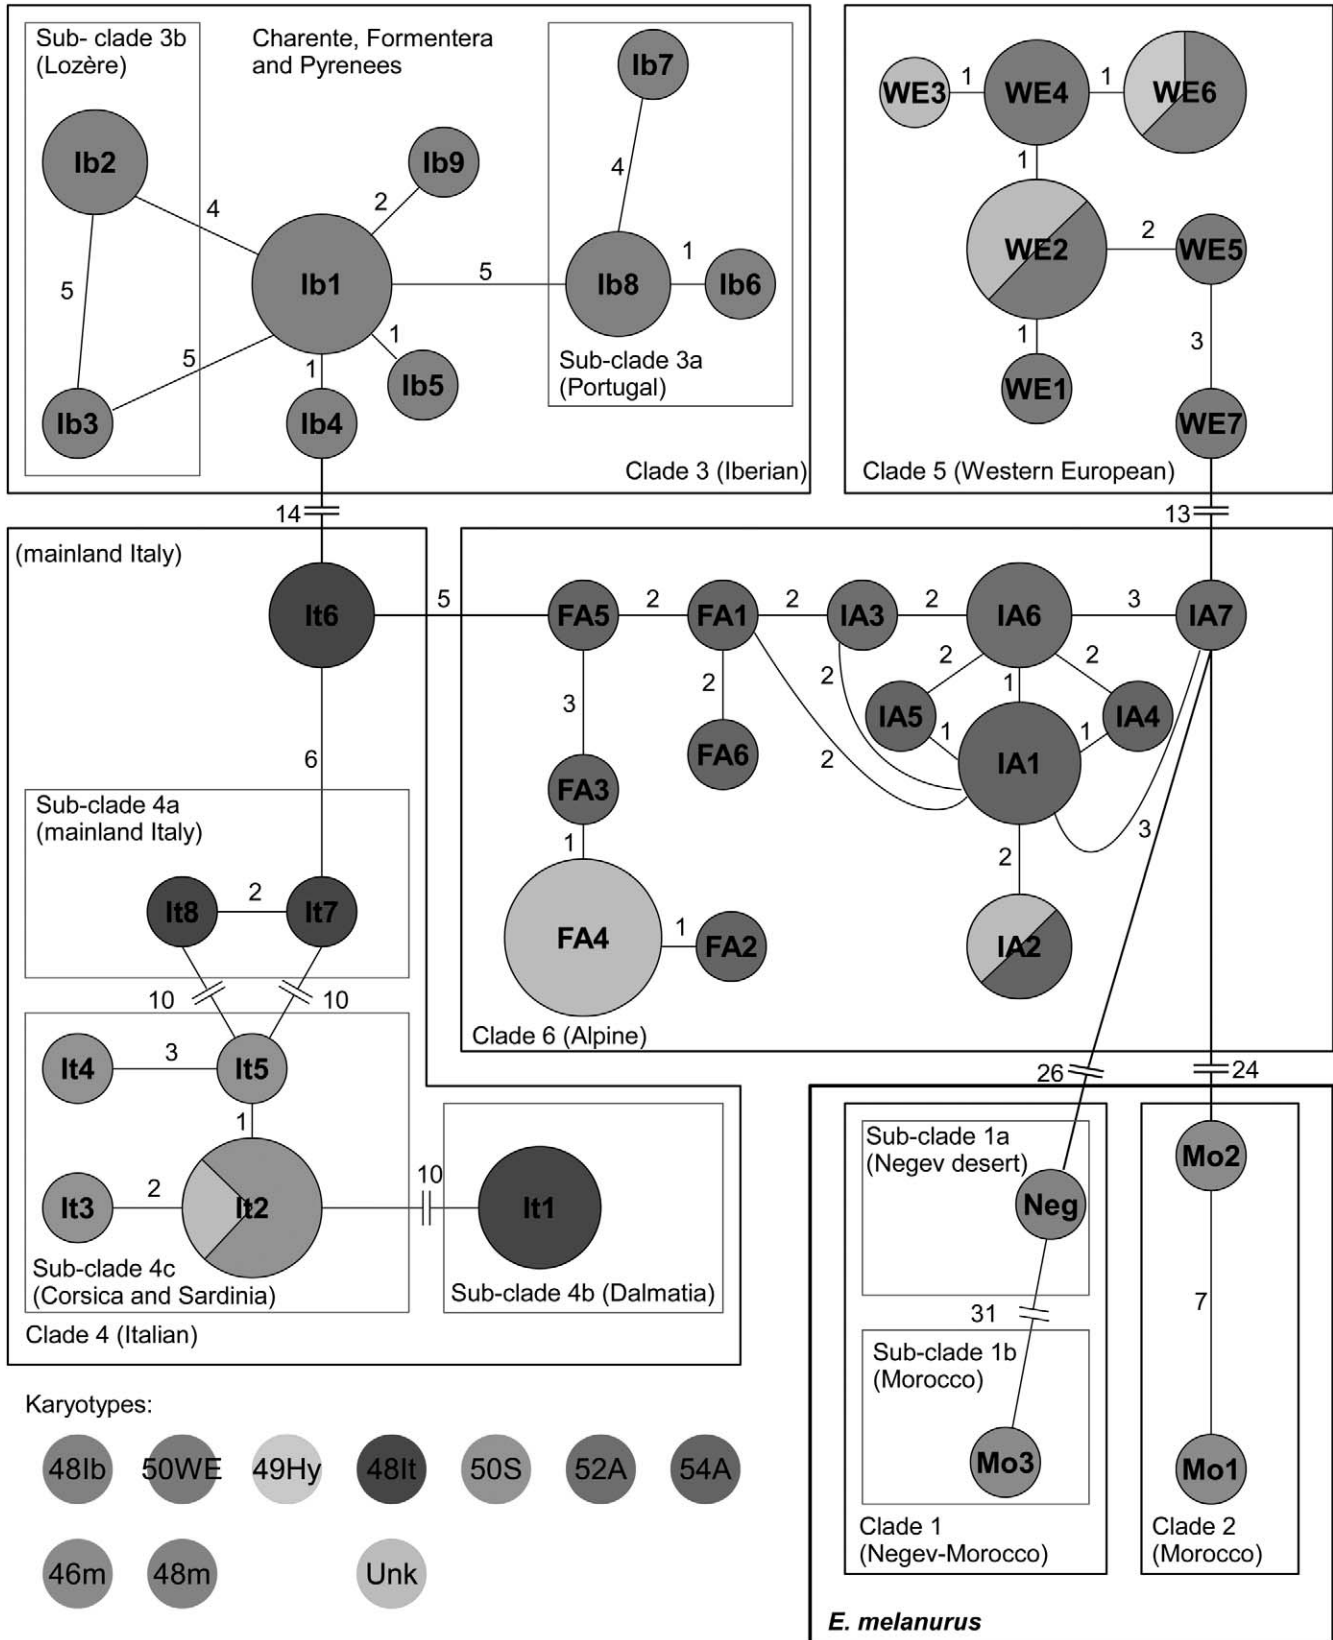 Sub- clade 3b
(Lozère)
Charente, Formentera
and Pyrenees
Ib7
Ib2
Ib9
4
2
4
5
Ib1
5
Ib8
1
Ib6
5
1
1
Ib3
Ib4
Ib5
Sub-clade 3a
(Portugal)
Clade 3 (Iberian)
WE3
1
WE4
1
WE6
1
WE2
2
WE5
1
3
WE1
WE7
Clade 5 (Western European)
14
13
(mainland Italy)
It6
5
6
Sub-clade 4a
(mainland Italy)
It8
2
It7
10
10
It4
3
It5
1
It3
2
It2
10
It1
Sub-clade 4c
(Corsica and Sardinia)
Sub-clade 4b (Dalmatia)
Clade 4 (Italian)
FA5
2
FA1
2
IA3
2
IA6
3
IA7
2
2
2
1
3
2
IA5
IA4
1
1
FA6
IA1
FA3
2
3
1
2
FA4
1
FA2
IA2
Clade 6 (Alpine)
26
24
Sub-clade 1a
(Negev desert)
Neg
Mo2
31
7
Sub-clade 1b
(Morocco)
Mo3
Mo1
Clade 1
(Negev-Morocco)
Clade 2
(Morocco)
E. melanurus
Karyotypes:
48Ib
50WE
49Hy
48It
50S
52A
54A
46m
48m
Unk